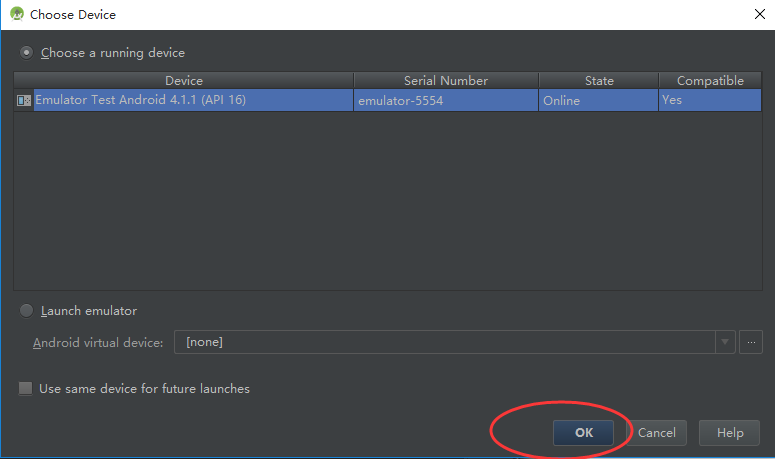 Choose Device
Choose a running device
Device Serial Number State Compatible
Emulator Test Android 4.1.1 (API 16) emulator-5554 Online Yes
Launch emulator
Android virtual device: [none] ...
Use same device for future launches
OK Cancel Help